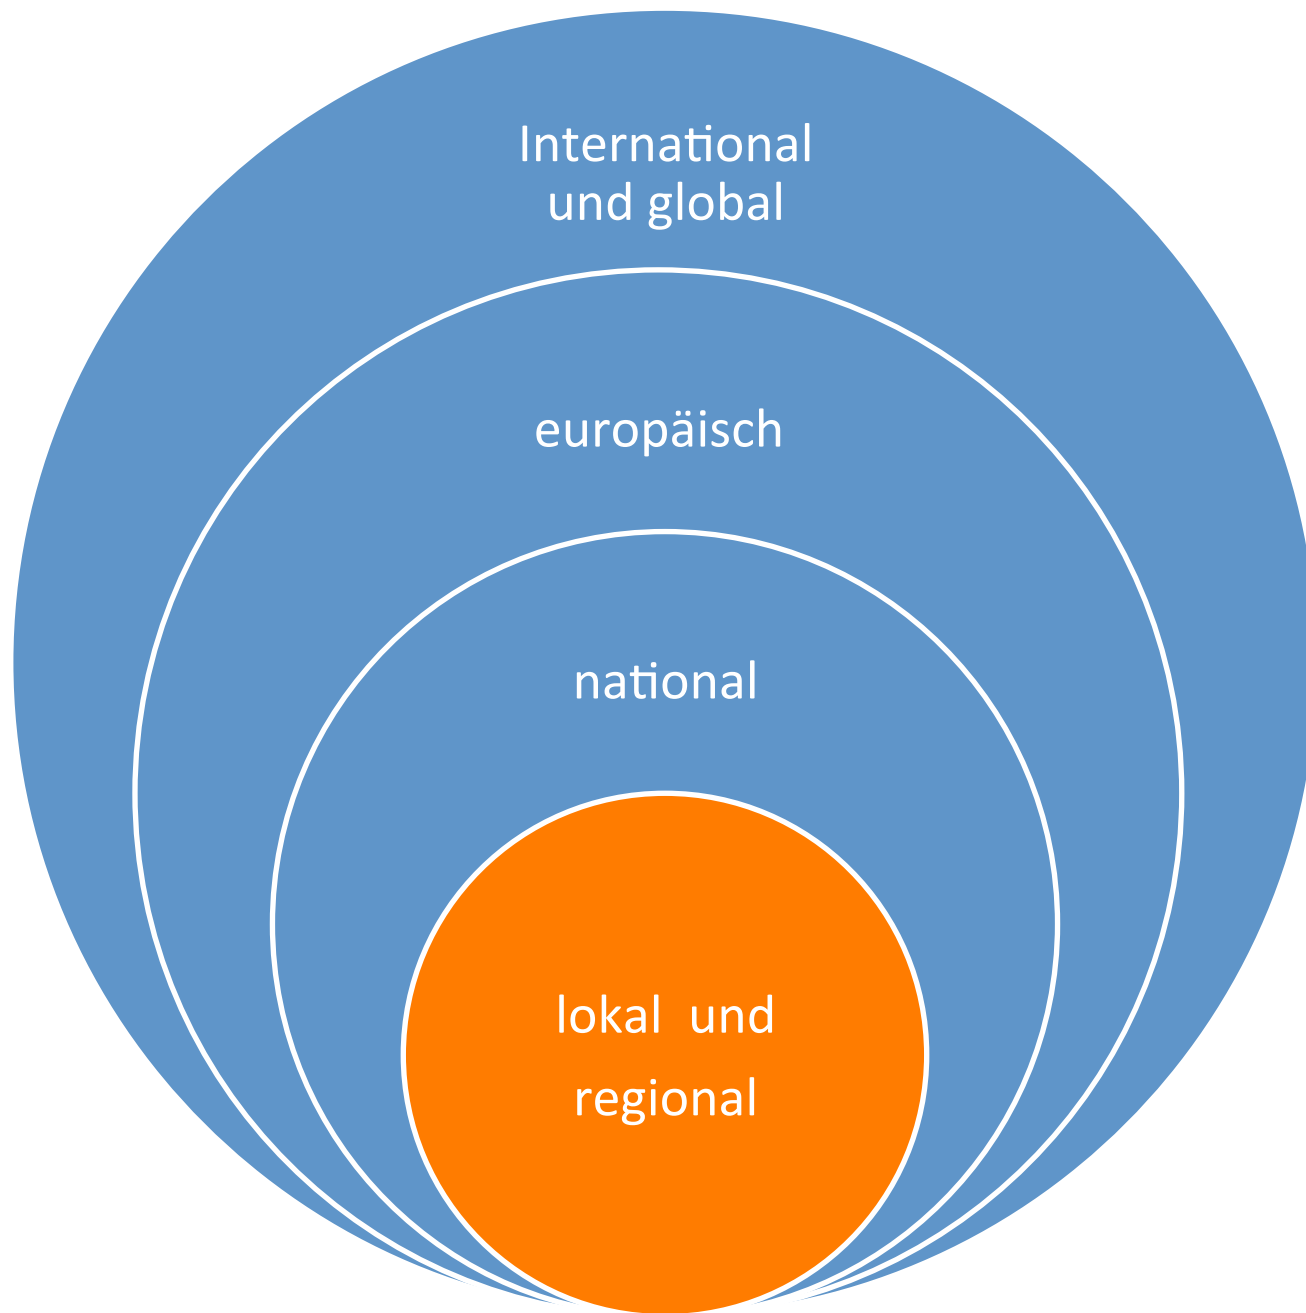 International
und global
europäisch
national
lokal und
regional